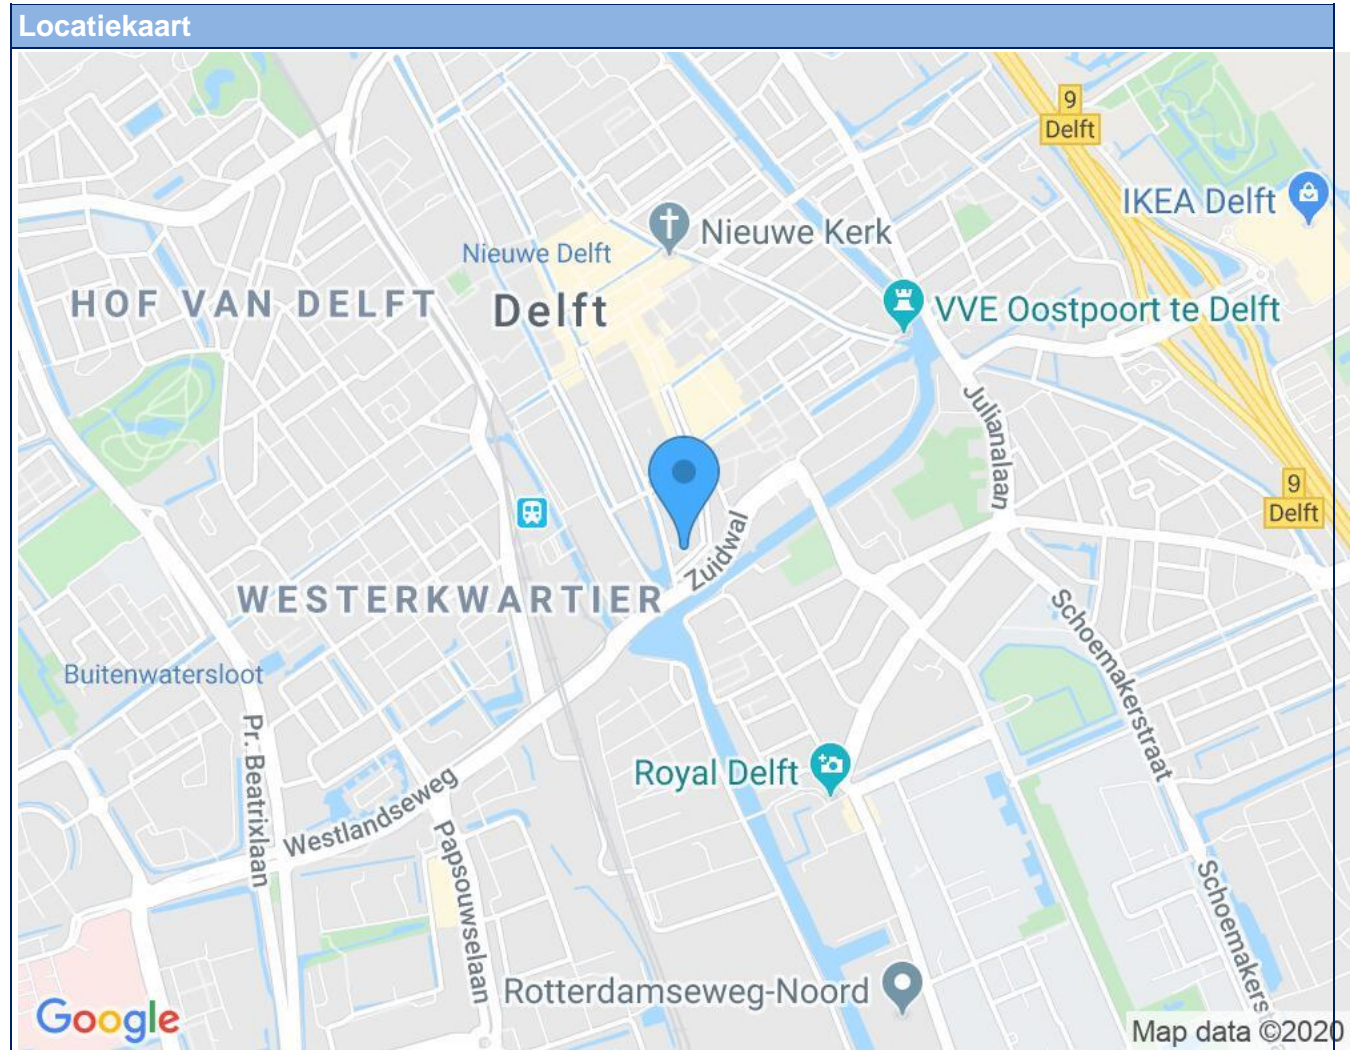 Locatiekaart
9
Delft
IKEA Delft
Nieuwe Kerk
Nieuwe Delft
HOF VAN DELFT
Delft
VVE Oostpoort te Delft
Julianalaan
9
Delft
Zuidwal
WESTERKWARTIER
Schoemakerstraat
Buitenwatersloot
Pr. Beatrixlaan
Royal Delft
Westlandseweg
Papsouwselaan
Schoemakers
Rotterdamseweg-Noord
Google
Map data ©2020